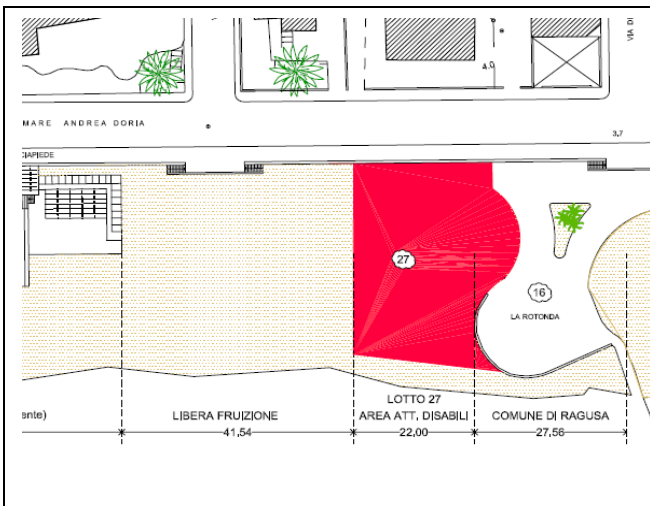 VIA DI
4.0
MARE ANDREA DORIA
3,7
CIAPIEDE
27
16
LA ROTONDA
LOTTO 27
ente) LIBERA FRUIZIONE AREA ATT. DISABILI COMUNE DI RAGUSA
41,54 22,00 27,56